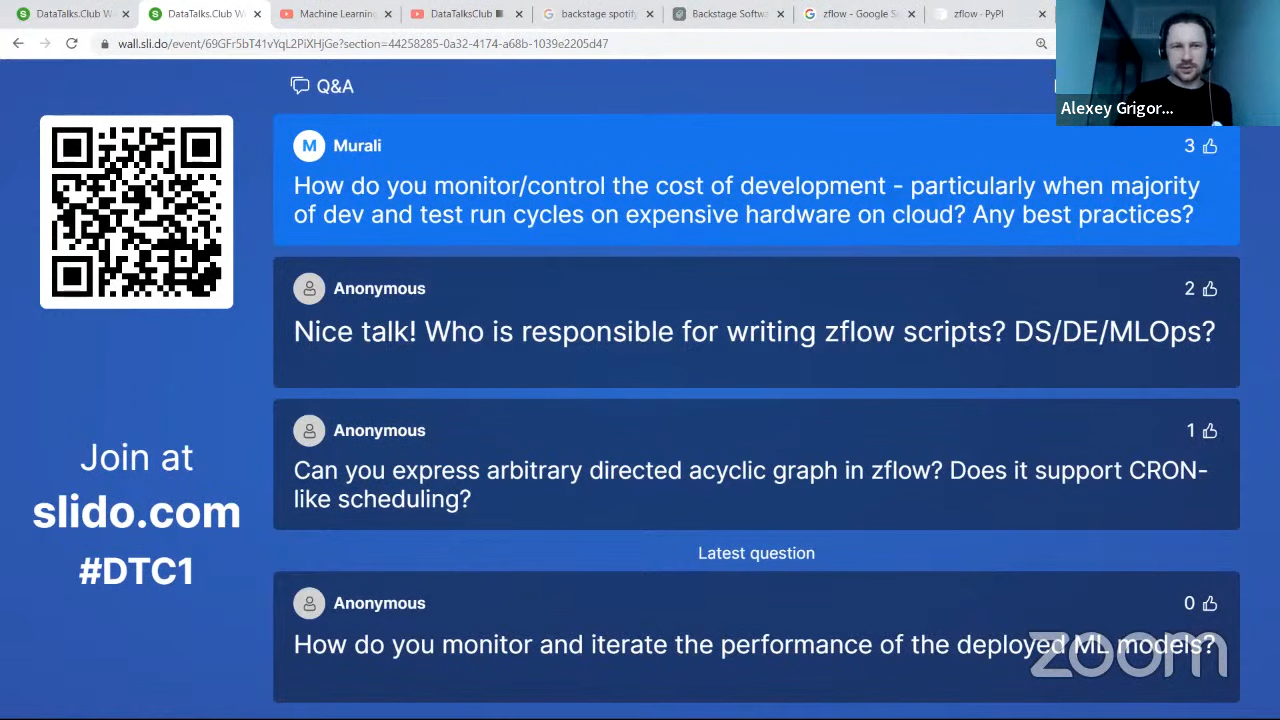 DataTalks.Club W
DataTalks.Club W
Machine Learning
DataTalksClub
backstage spotif
Backstage Softwa
zflow - Google S
zflow · PyPI
wall.sli.do/event/69GFr5bT41vYqL2PiXHjGe?section=44258285-0a32-4174-a68b-1039e2205d47
Alexey Grigor...
Q&A
M Murali 3
How do you monitor/control the cost of development - particularly when majority
of dev and test run cycles on expensive hardware on cloud? Any best practices?
Anonymous 2
Nice talk! Who is responsible for writing zflow scripts? DS/DE/MLOps?
Anonymous 1
Can you express arbitrary directed acyclic graph in zflow? Does it support CRON-
like scheduling?
Latest question
Anonymous 0
How do you monitor and iterate the performance of the deployed ML models?
Join at
slido.com
#DTC1
zoom